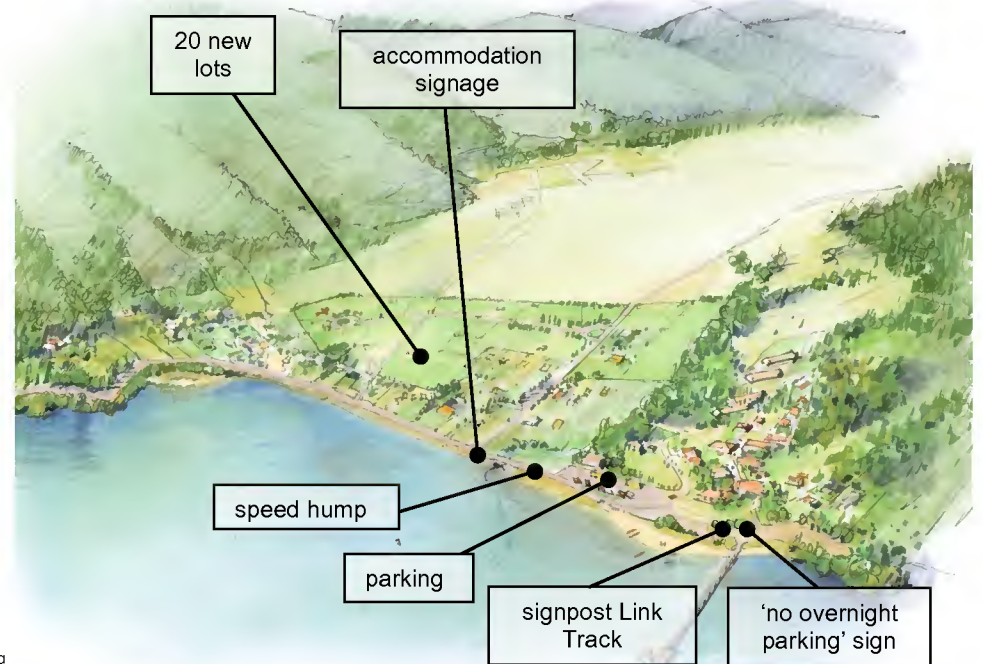 20 new
lots
accommodation
signage
speed hump
parking
signpost Link
Track
'no overnight
parking' sign
g